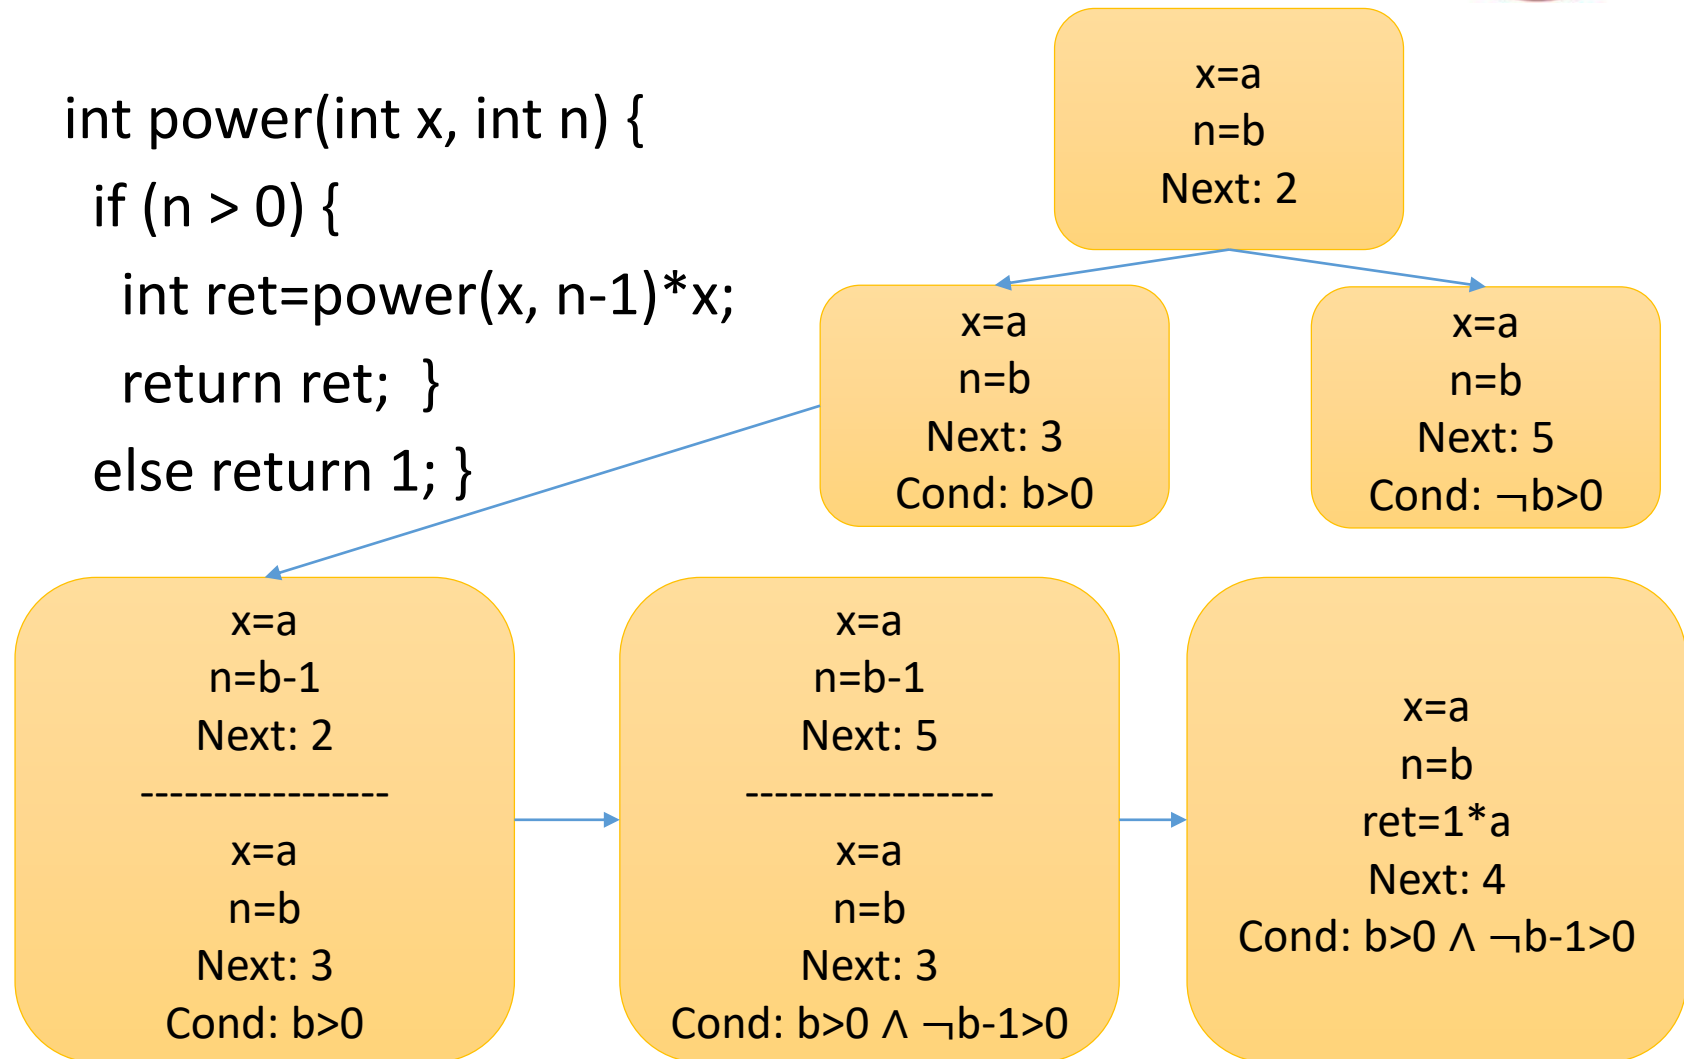 int power(int x, int n) {
if (n > 0) {
int ret=power(x, n-1)*x;
return ret;  }
else return 1; }
x=a
n=b
Next: 2
x=a
n=b
Next: 3
Cond: b>0
x=a
n=b
Next: 5
Cond: ¬b>0
x=a
n=b-1
Next: 2
-----------------
x=a
n=b
Next: 3
Cond: b>0
x=a
n=b-1
Next: 5
-----------------
x=a
n=b
Next: 3
Cond: b>0 ∧ ¬b-1>0
x=a
n=b
ret=1*a
Next: 4
Cond: b>0 ∧ ¬b-1>0